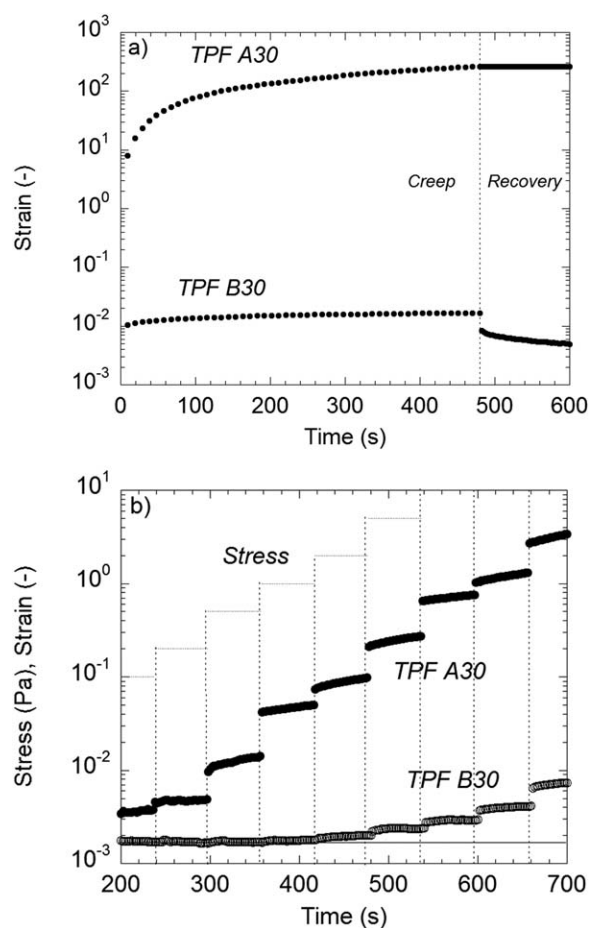 a)
TPF A30
TPF B30
Creep
Recovery
Strain (-)
10³
10²
10¹
10⁰
10⁻¹
10⁻²
10⁻³
0 100 200 300 400 500 600
Time (s)
b)
Stress
TPF A30
TPF B30
Stress (Pa), Strain (-)
10¹
10⁰
10⁻¹
10⁻²
10⁻³
200 300 400 500 600 700
Time (s)